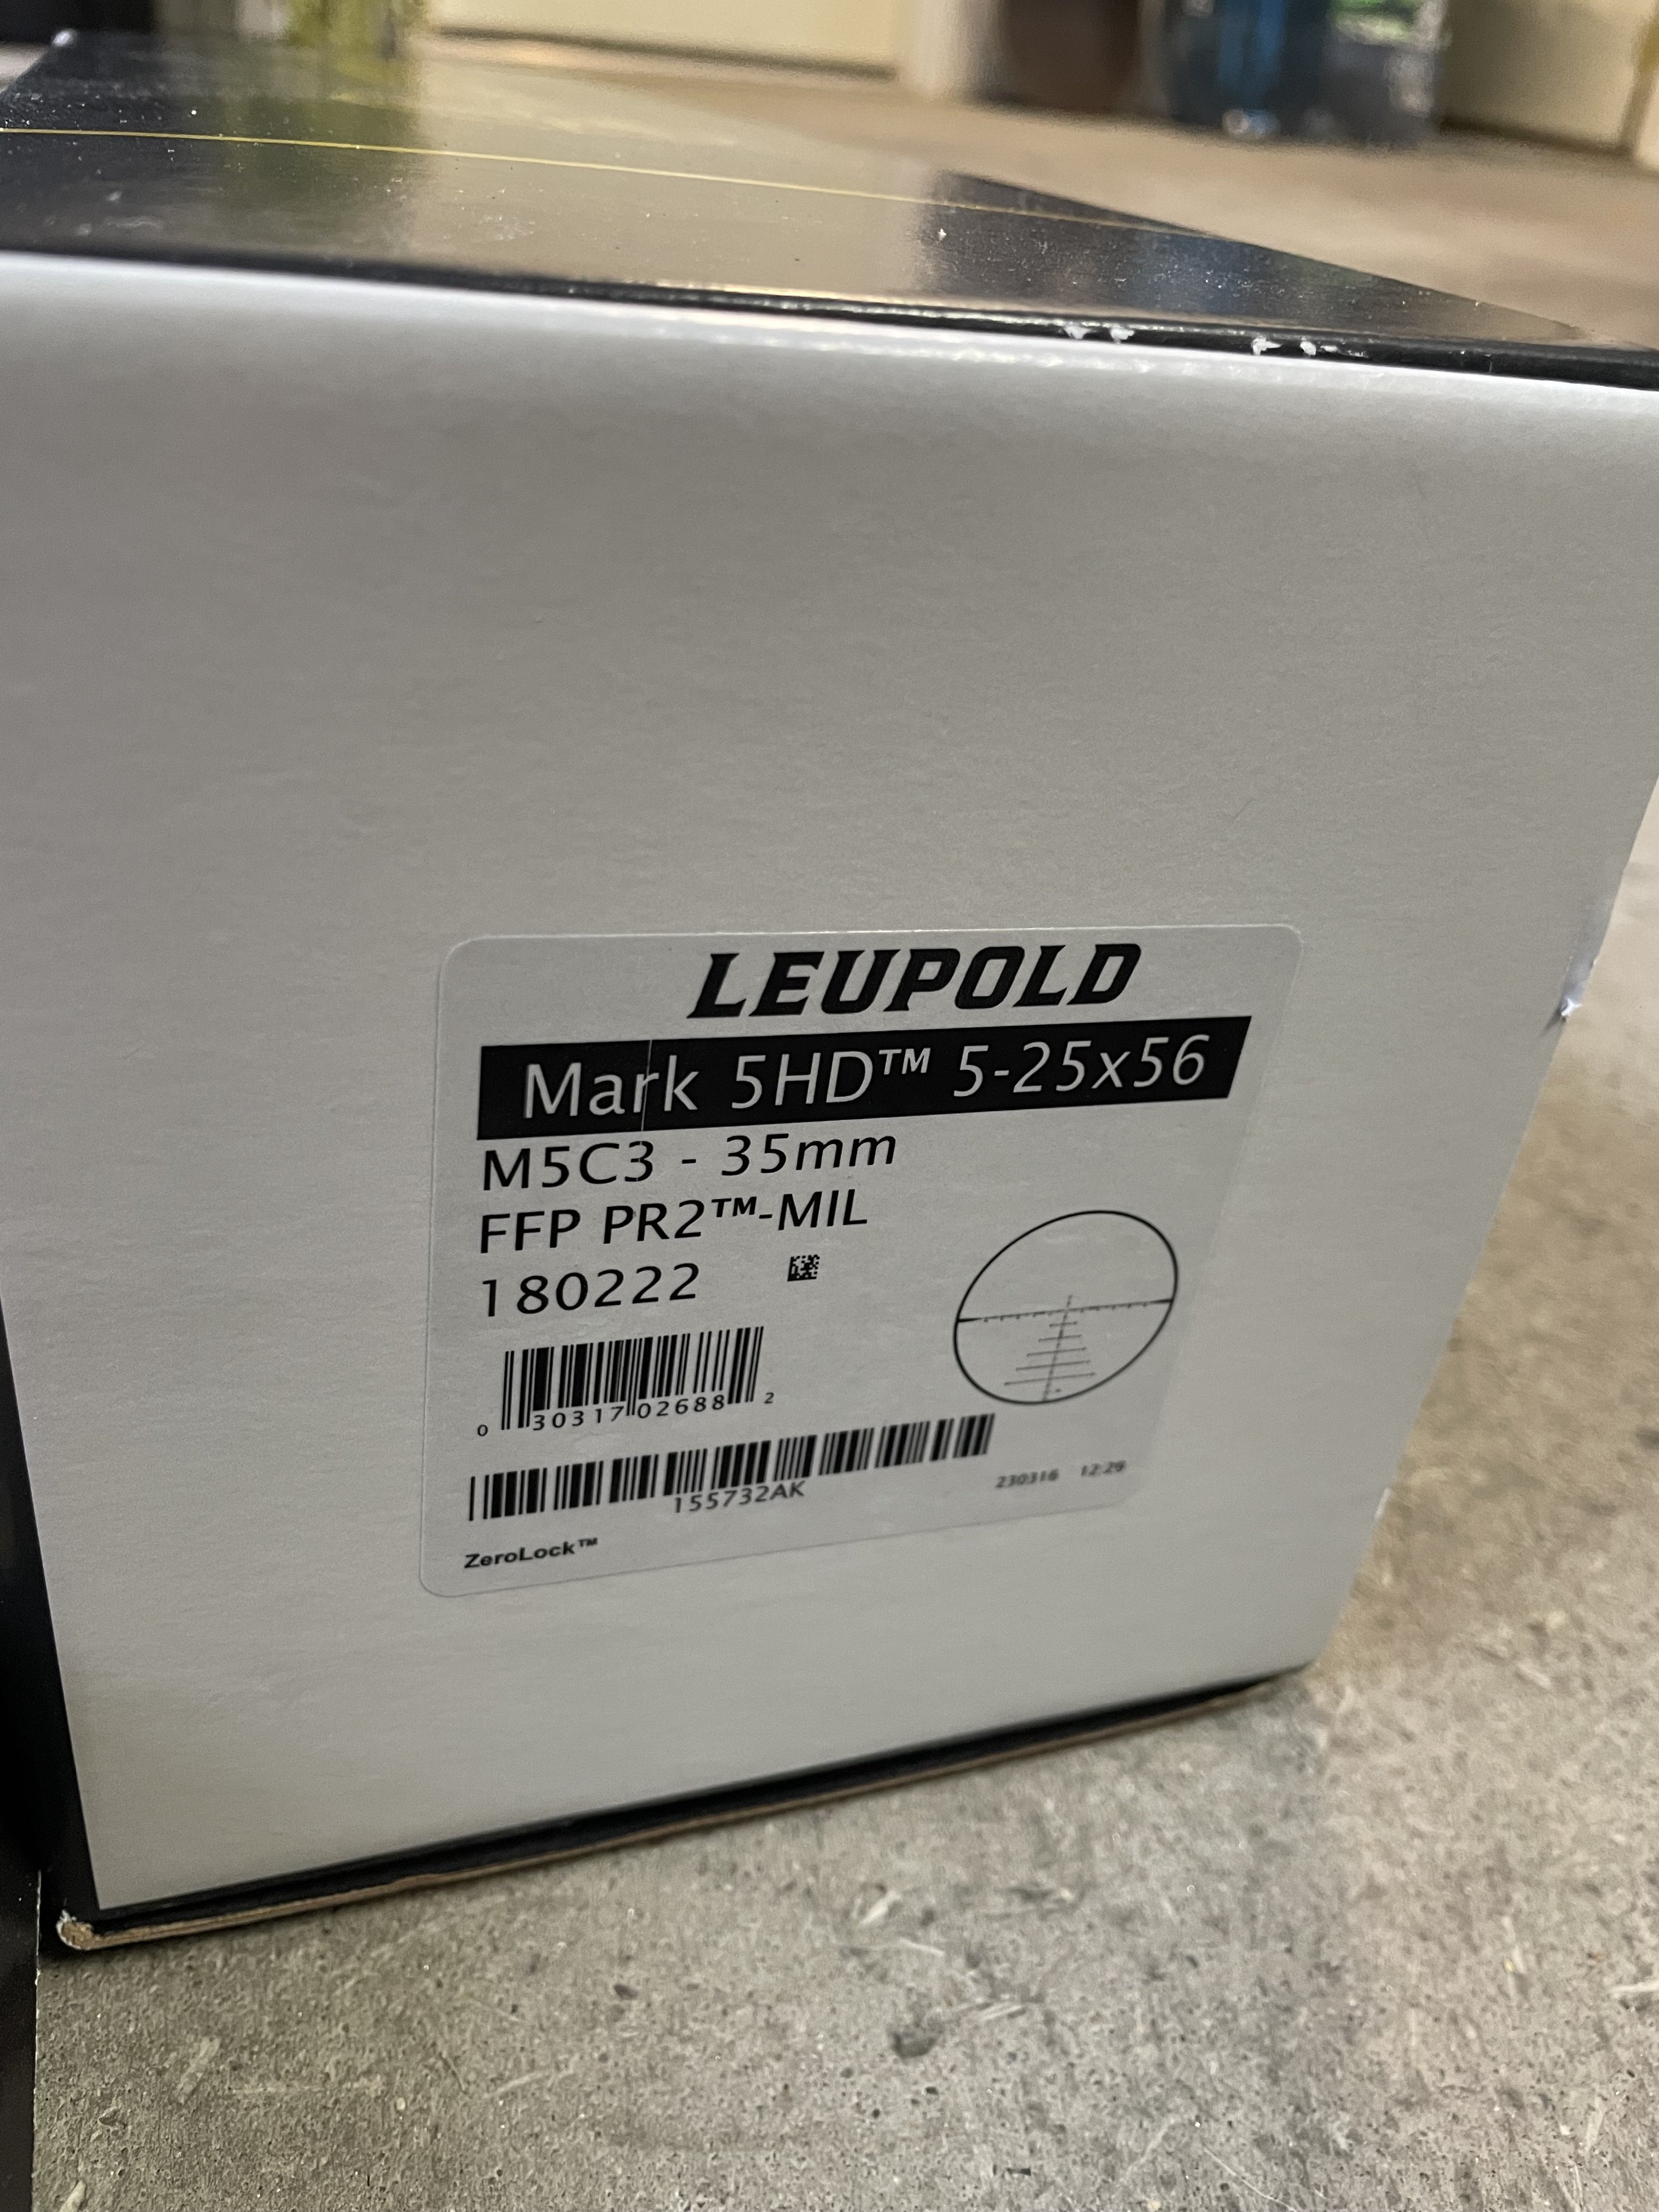 LEUPOLD
Mark 5HD™ 5-25x56
M5C3 - 35mm
FFP PR2™-MIL
180222
0 30317 02688 2
155732AK
230316 12:29
ZeroLock™